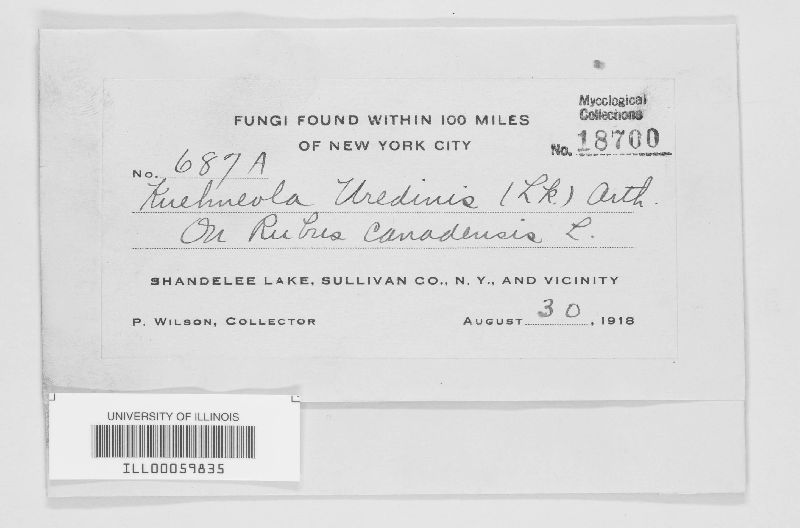 FUNGI FOUND WITHIN 100 MILES
OF NEW YORK CITY
Mycological
Collections
No. 18700
No. 687A
Kuehneola Uredinis (Lk.) Arth.
On Rubus canadensis L.
SHANDELEE LAKE, SULLIVAN CO., N. Y., AND VICINITY
P. WILSON, COLLECTOR
AUGUST 30, 1918
UNIVERSITY OF ILLINOIS
ILL00059835